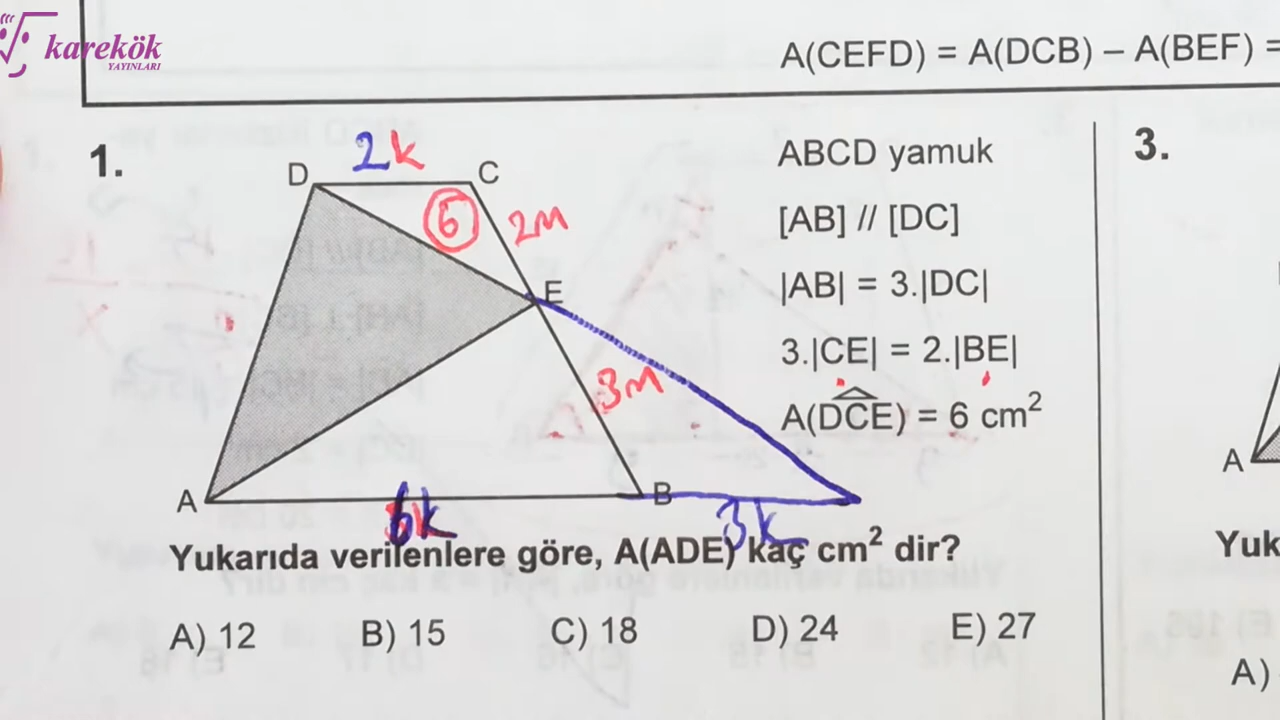 karekök
YAYINLARI
A(CEFD) = A(DCB) – A(BEF) =
1.
2k
D
C
6
2M
E
3M
A
B
6k
3k
ABCD yamuk
[AB] // [DC]
|AB| = 3.|DC|
3.|CE| = 2.|BE|
A(DCE) = 6 cm²
Yukarıda verilenlere göre, A(ADE) kaç cm² dir?
A) 12 B) 15 C) 18 D) 24 E) 27
3.
A
Yuk
A)